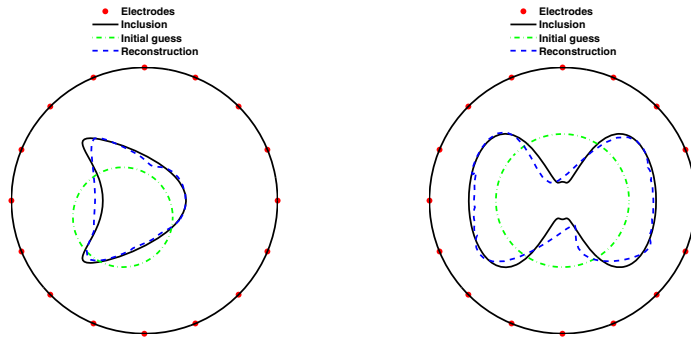 Electrodes
Inclusion
Initial guess
Reconstruction
Electrodes
Inclusion
Initial guess
Reconstruction